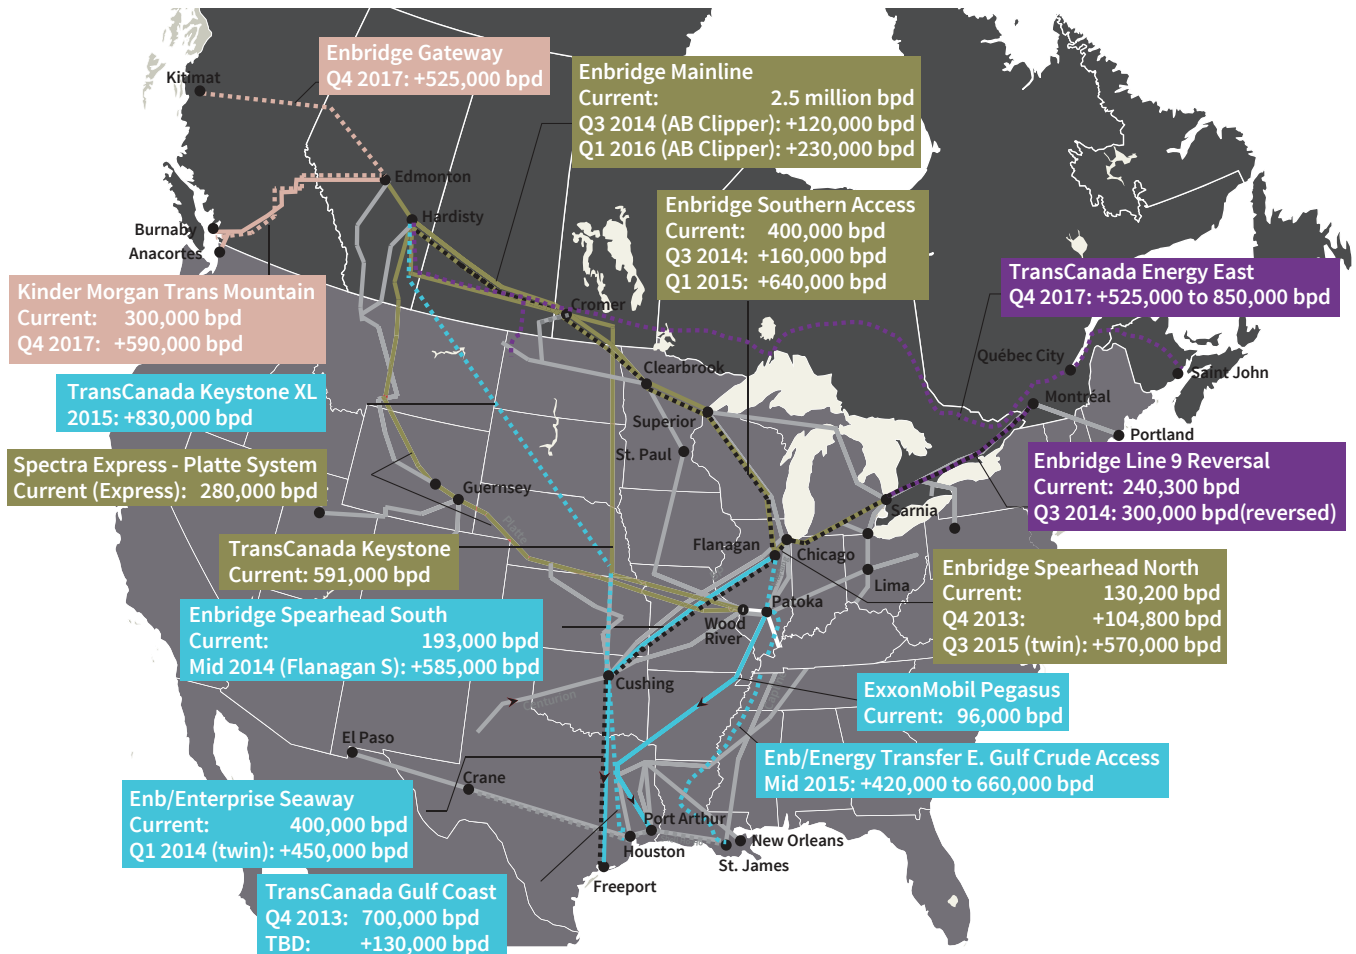 Enbridge Gateway
Q4 2017: +525,000 bpd
Kitimat
Enbridge Mainline
Current: 2.5 million bpd
Q3 2014 (AB Clipper): +120,000 bpd
Q1 2016 (AB Clipper): +230,000 bpd
Edmonton
Hardisty
Burnaby
Anacortes
Enbridge Southern Access
Current: 400,000 bpd
Q3 2014: +160,000 bpd
Q1 2015: +640,000 bpd
TransCanada Energy East
Q4 2017: +525,000 to 850,000 bpd
Kinder Morgan Trans Mountain
Current: 300,000 bpd
Q4 2017: +590,000 bpd
Cromer
Québec City
Clearbrook
Saint John
TransCanada Keystone XL
2015: +830,000 bpd
Montréal
Superior
Portland
St. Paul
Enbridge Line 9 Reversal
Current: 240,300 bpd
Q3 2014: 300,000 bpd(reversed)
Spectra Express - Platte System
Current (Express): 280,000 bpd
Guernsey
Platte
Sarnia
TransCanada Keystone
Current: 591,000 bpd
Flanagan
Chicago
Lima
Enbridge Spearhead North
Current: 130,200 bpd
Q4 2013: +104,800 bpd
Q3 2015 (twin): +570,000 bpd
Enbridge Spearhead South
Current: 193,000 bpd
Mid 2014 (Flanagan S): +585,000 bpd
Patoka
Wood
River
Cushing
Centurion
ExxonMobil Pegasus
Current: 96,000 bpd
El Paso
Crane
Enb/Energy Transfer E. Gulf Crude Access
Mid 2015: +420,000 to 660,000 bpd
Enb/Enterprise Seaway
Current: 400,000 bpd
Q1 2014 (twin): +450,000 bpd
Port Arthur
Houston
New Orleans
St. James
Freeport
TransCanada Gulf Coast
Q4 2013: 700,000 bpd
TBD: +130,000 bpd